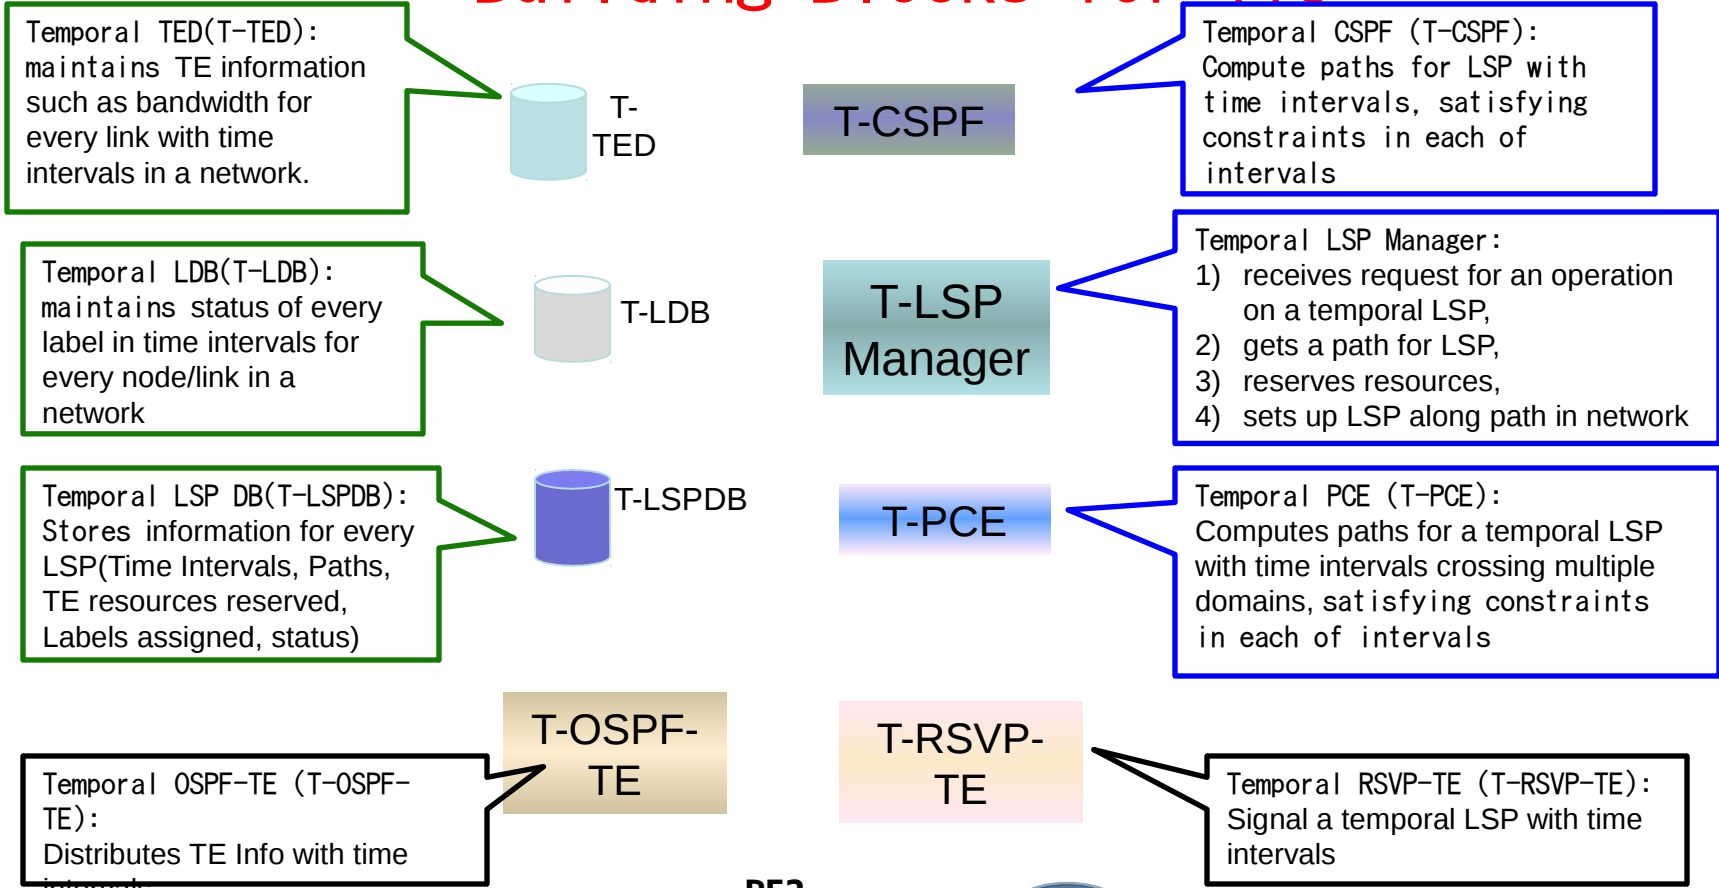 Building Blocks for
Temporal TED(T-TED):
maintains TE information
such as bandwidth for
every link with time
intervals in a network.
T-
TED
T-CSPF
Temporal CSPF (T-CSPF):
Compute paths for LSP with
time intervals, satisfying
constraints in each of
intervals
Temporal LDB(T-LDB):
maintains status of every
label in time intervals for
every node/link in a
network
T-LDB
T-LSP
Manager
Temporal LSP Manager:
1) receives request for an operation
on a temporal LSP,
2) gets a path for LSP,
3) reserves resources,
4) sets up LSP along path in network
Temporal LSP DB(T-LSPDB):
Stores information for every
LSP(Time Intervals, Paths,
TE resources reserved,
Labels assigned, status)
T-LSPDB
T-PCE
Temporal PCE (T-PCE):
Computes paths for a temporal LSP
with time intervals crossing multiple
domains, satisfying constraints
in each of intervals
T-OSPF-
TE
T-RSVP-
TE
Temporal OSPF-TE (T-OSPF-
TE):
Distributes TE Info with time
intervals
Temporal RSVP-TE (T-RSVP-TE):
Signal a temporal LSP with time
intervals